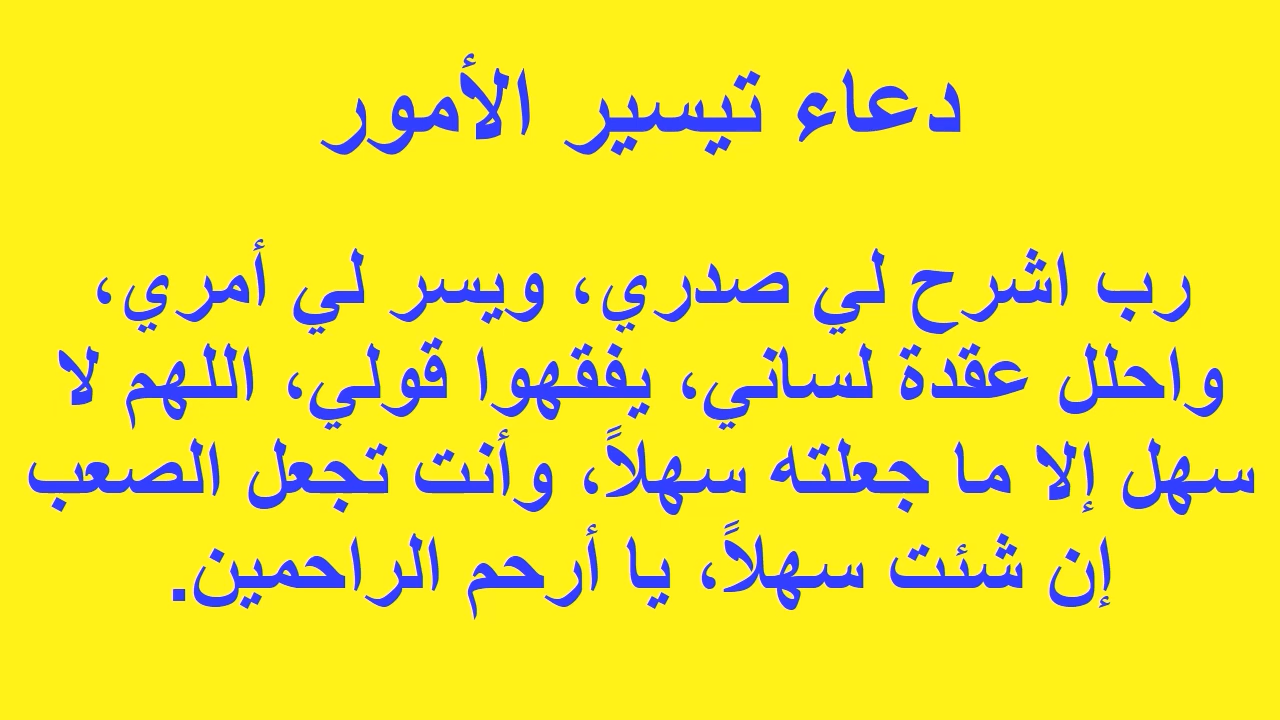 دعاء تيسير الأمور
رب اشرح لي صدري، ويسر لي أمري،
واحلل عقدة لساني، يفقهوا قولي، اللهم لا
سهل إلا ما جعلته سهلاً، وأنت تجعل الصعب
إن شئت سهلاً، يا أرحم الراحمين.